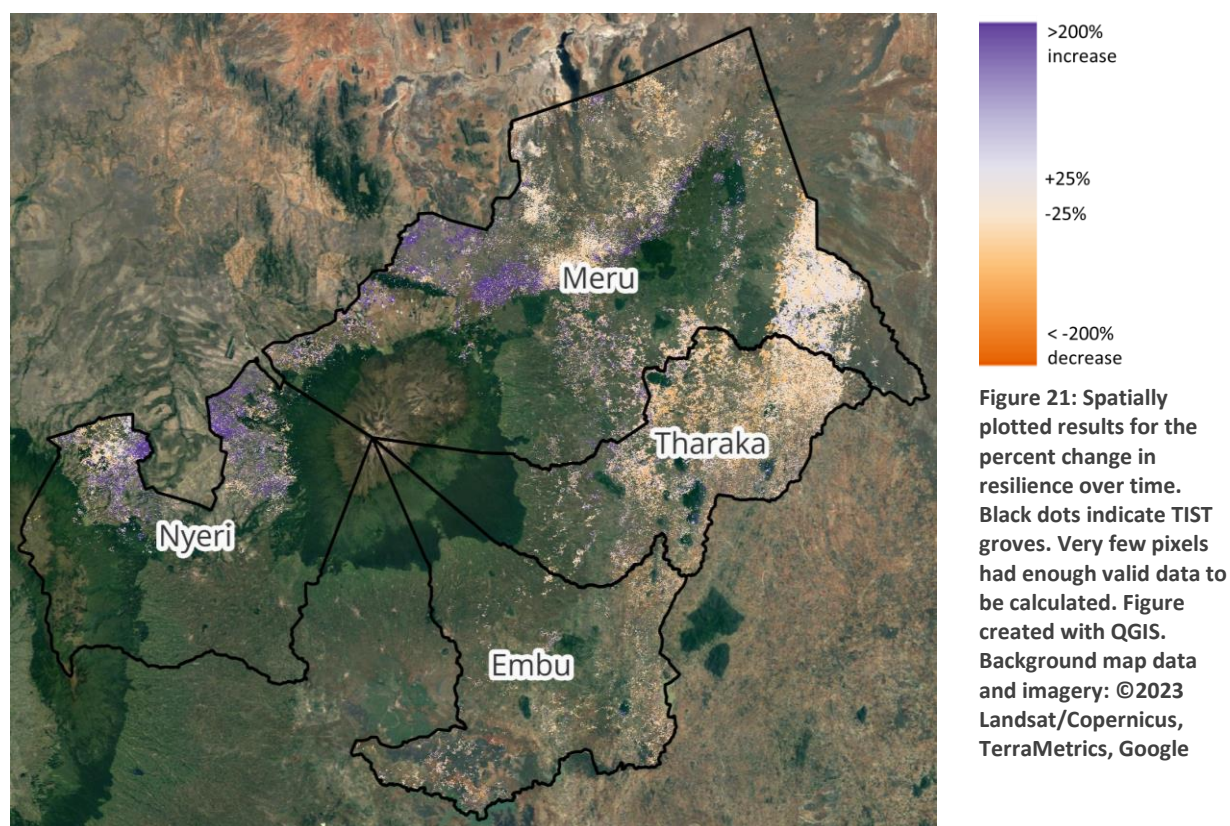 >200%
increase
+25%
-25%
< -200%
decrease
Meru
Tharaka
Nyeri
Embu
Figure 21: Spatially
plotted results for the
percent change in
resilience over time.
Black dots indicate TIST
groves. Very few pixels
had enough valid data to
be calculated. Figure
created with QGIS.
Background map data
and imagery: ©2023
Landsat/Copernicus,
TerraMetrics, Google